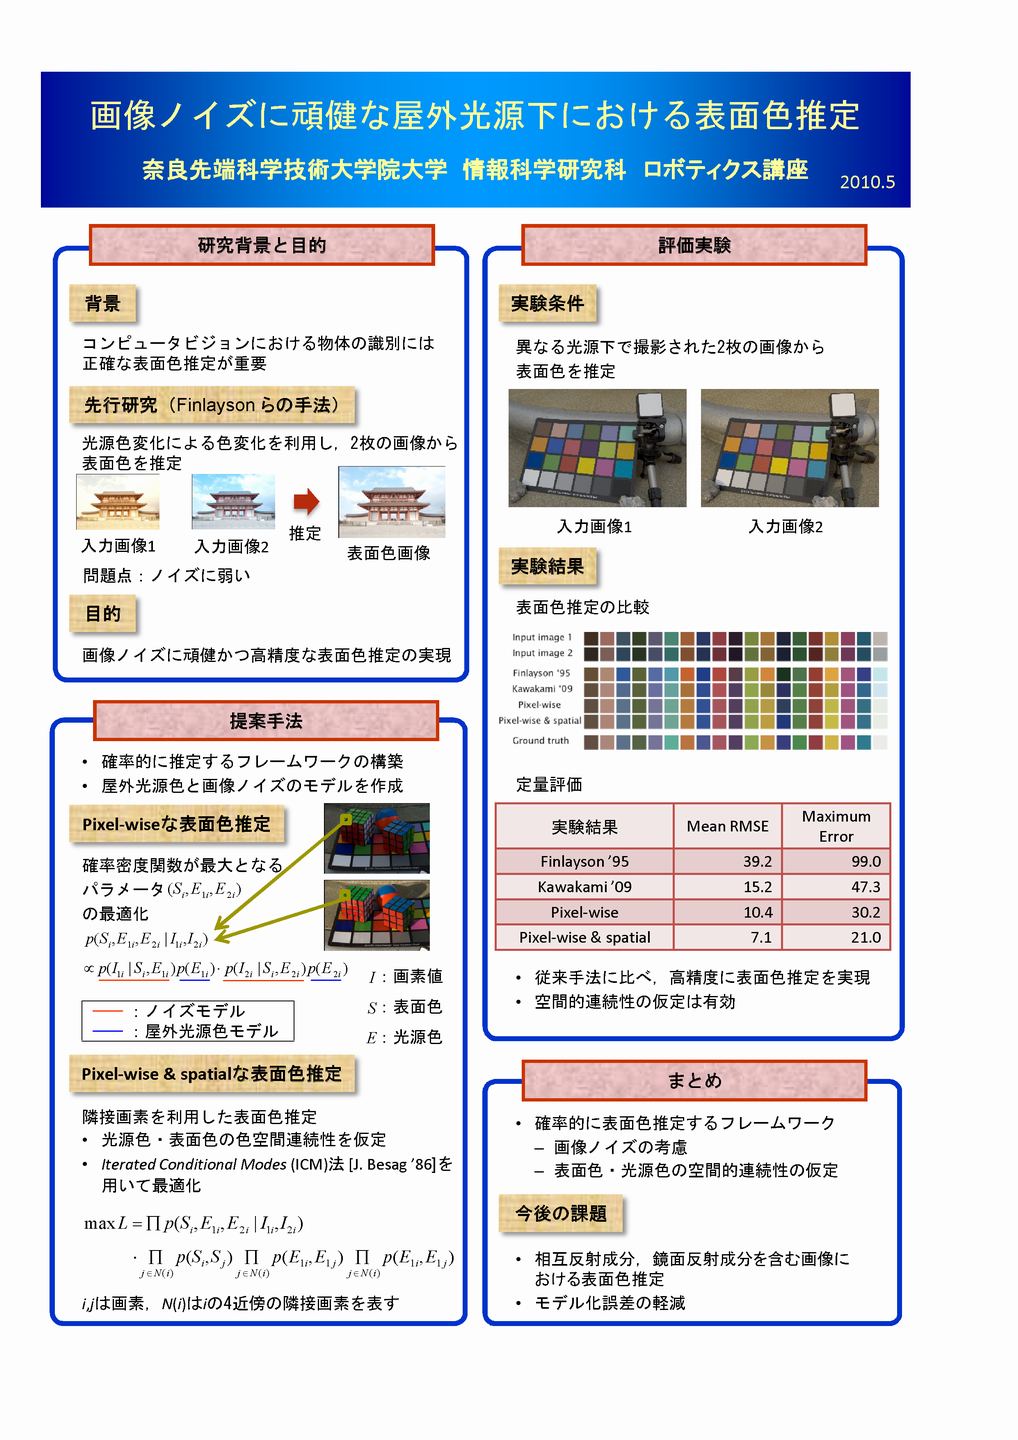 画像ノイズに頑健な屋外光源下における表面色推定
奈良先端科学技術大学院大学　情報科学研究科　ロボティクス講座
2010.5
研究背景と目的
背景
コンピュータビジョンにおける物体の識別には
正確な表面色推定が重要
先行研究（Finlayson らの手法）
光源色変化による色変化を利用し，2枚の画像から
表面色を推定
入力画像1
入力画像2
推定
表面色画像
問題点：ノイズに弱い
目的
画像ノイズに頑健かつ高精度な表面色推定の実現
提案手法
• 確率的に推定するフレームワークの構築
• 屋外光源色と画像ノイズのモデルを作成
Pixel-wiseな表面色推定
確率密度関数が最大となる
パラメータ(S_i,E_{1i},E_{2i})
の最適化
p(S_i,E_{1i},E_{2i} | I_{1i},I_{2i})
∝ p(I_{1i} | S_i,E_{1i})p(E_{1i}) · p(I_{2i} | S_i,E_{2i})p(E_{2i})
I：画素値
S：表面色
E：光源色
：ノイズモデル
：屋外光源色モデル
Pixel-wise & spatialな表面色推定
隣接画素を利用した表面色推定
• 光源色・表面色の色空間連続性を仮定
• Iterated Conditional Modes (ICM)法 [J. Besag ’86]を
用いて最適化
max L = ∏ p(S_i,E_{1i},E_{2i} | I_{1i},I_{2i})
· ∏_{j∈N(i)} p(S_i,S_j) ∏_{j∈N(i)} p(E_{1i},E_{1j}) ∏_{j∈N(i)} p(E_{1i},E_{1j})
i,jは画素，N(i)はiの4近傍の隣接画素を表す
評価実験
実験条件
異なる光源下で撮影された2枚の画像から
表面色を推定
入力画像1
入力画像2
実験結果
表面色推定の比較
Input image 1
Input image 2
Finlayson '95
Kawakami '09
Pixel-wise
Pixel-wise & spatial
Ground truth
定量評価
実験結果 Mean RMSE Maximum Error
Finlayson ’95 39.2 99.0
Kawakami ’09 15.2 47.3
Pixel-wise 10.4 30.2
Pixel-wise & spatial 7.1 21.0
• 従来手法に比べ，高精度に表面色推定を実現
• 空間的連続性の仮定は有効
まとめ
• 確率的に表面色推定するフレームワーク
– 画像ノイズの考慮
– 表面色・光源色の空間的連続性の仮定
今後の課題
• 相互反射成分，鏡面反射成分を含む画像に
おける表面色推定
• モデル化誤差の軽減